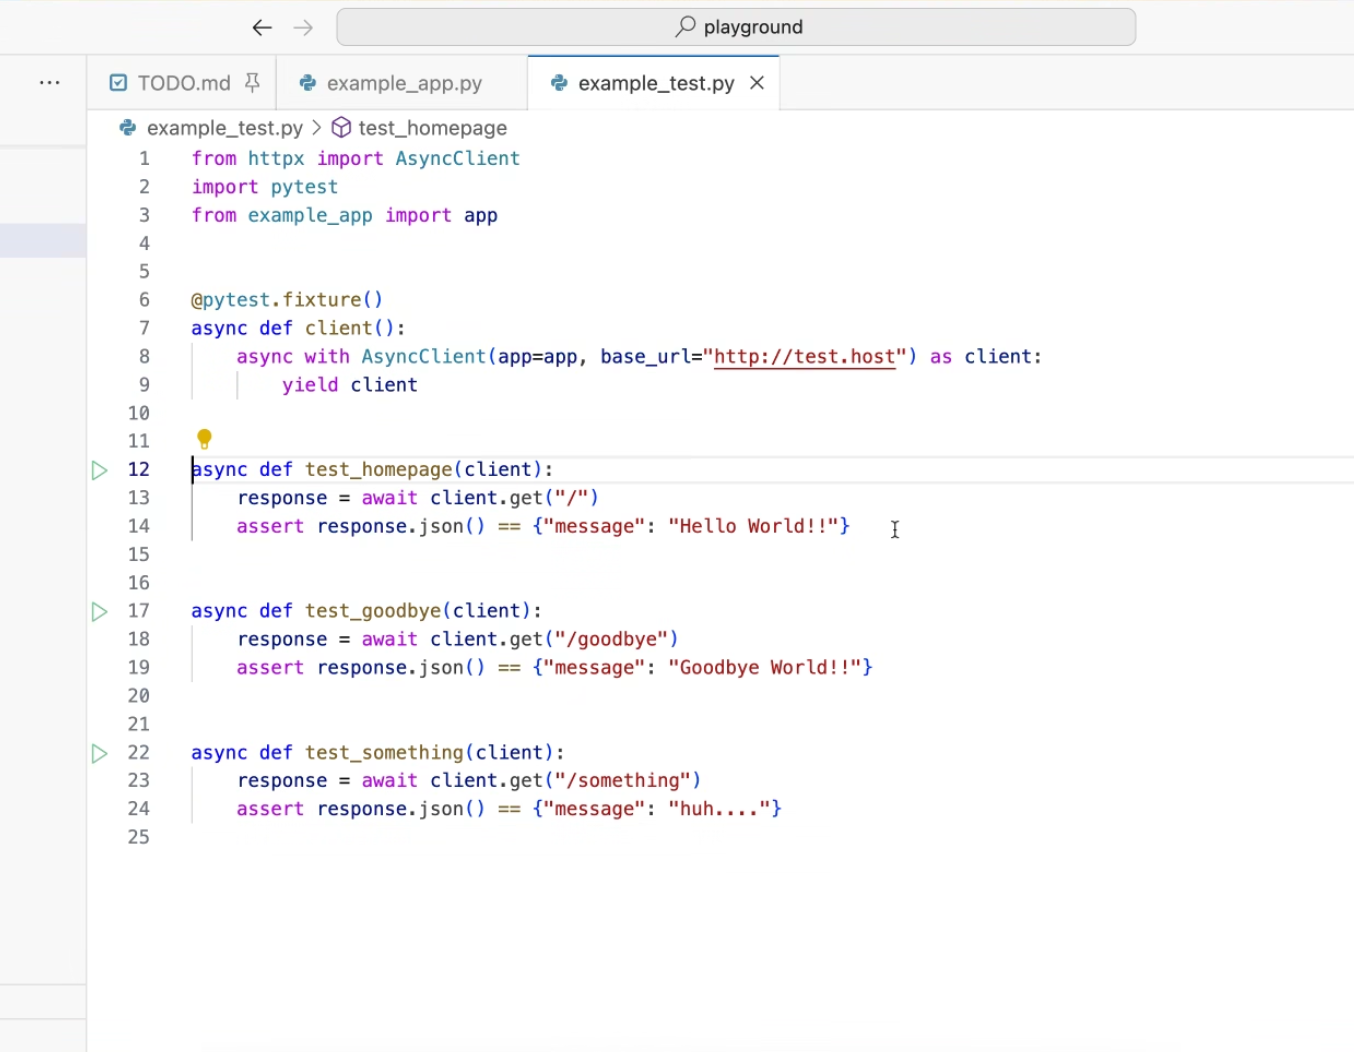 playground
... TODO.md example_app.py example_test.py
example_test.py > test_homepage
1 from httpx import AsyncClient
2 import pytest
3 from example_app import app
4
5
6 @pytest.fixture()
7 async def client():
8     async with AsyncClient(app=app, base_url="http://test.host") as client:
9         yield client
10
11
12 async def test_homepage(client):
13     response = await client.get("/")
14     assert response.json() == {"message": "Hello World!!"}
15
16
17 async def test_goodbye(client):
18     response = await client.get("/goodbye")
19     assert response.json() == {"message": "Goodbye World!!"}
20
21
22 async def test_something(client):
23     response = await client.get("/something")
24     assert response.json() == {"message": "huh...."}
25